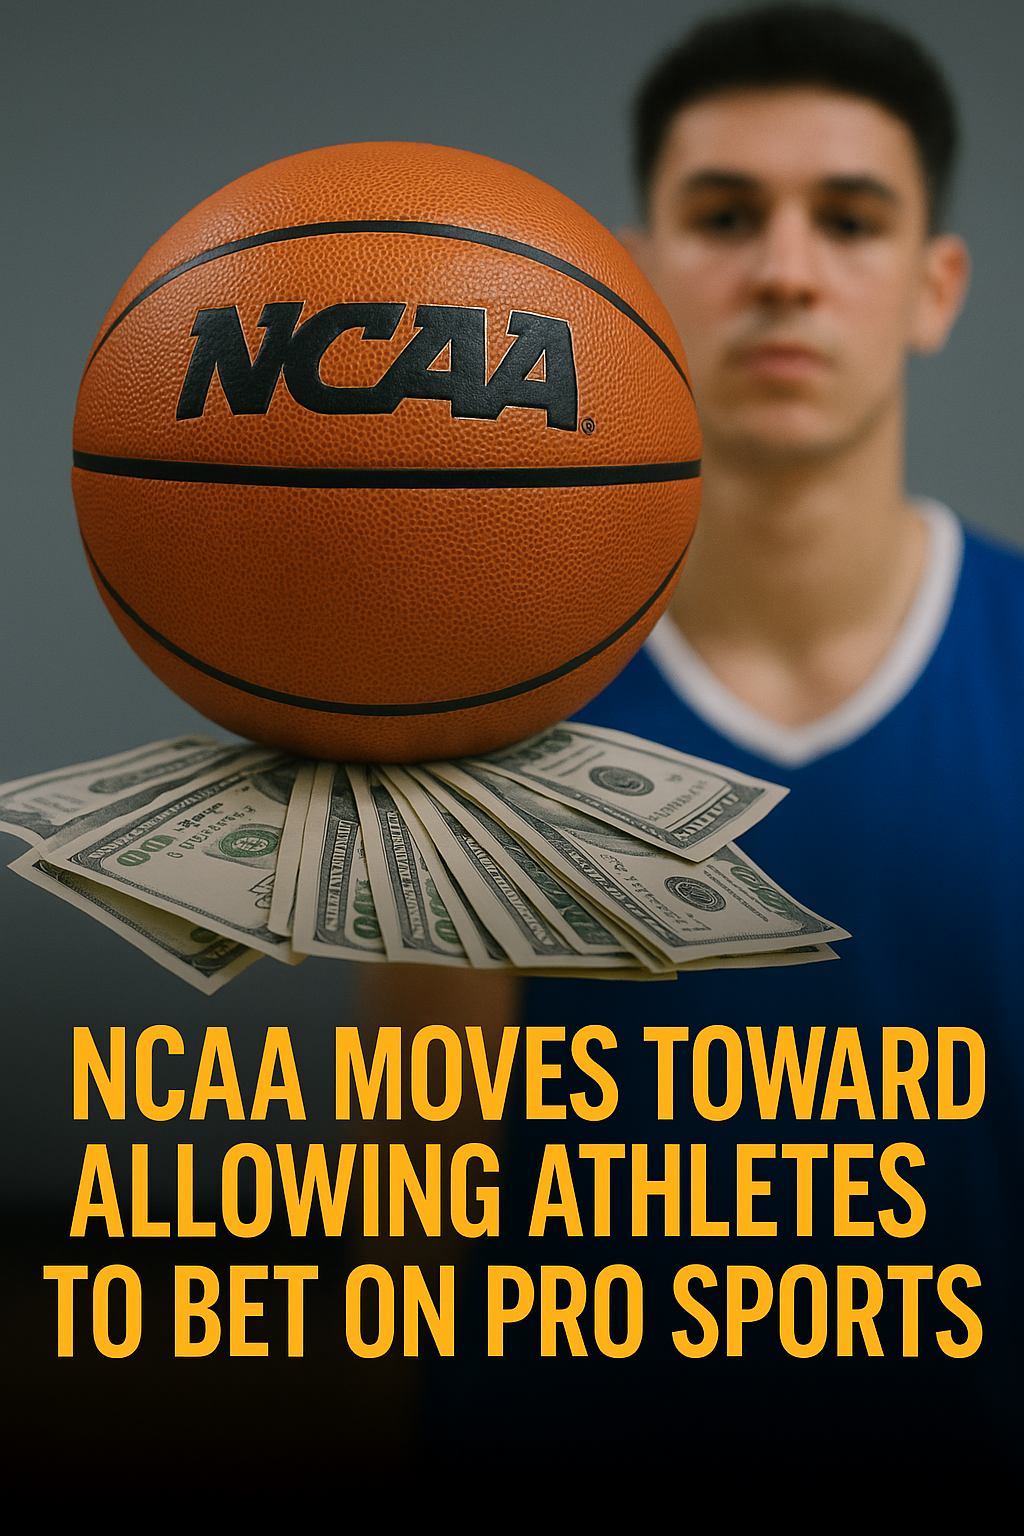 NCAA®
NCAA MOVES TOWARD
ALLOWING ATHLETES
TO BET ON PRO SPORTS